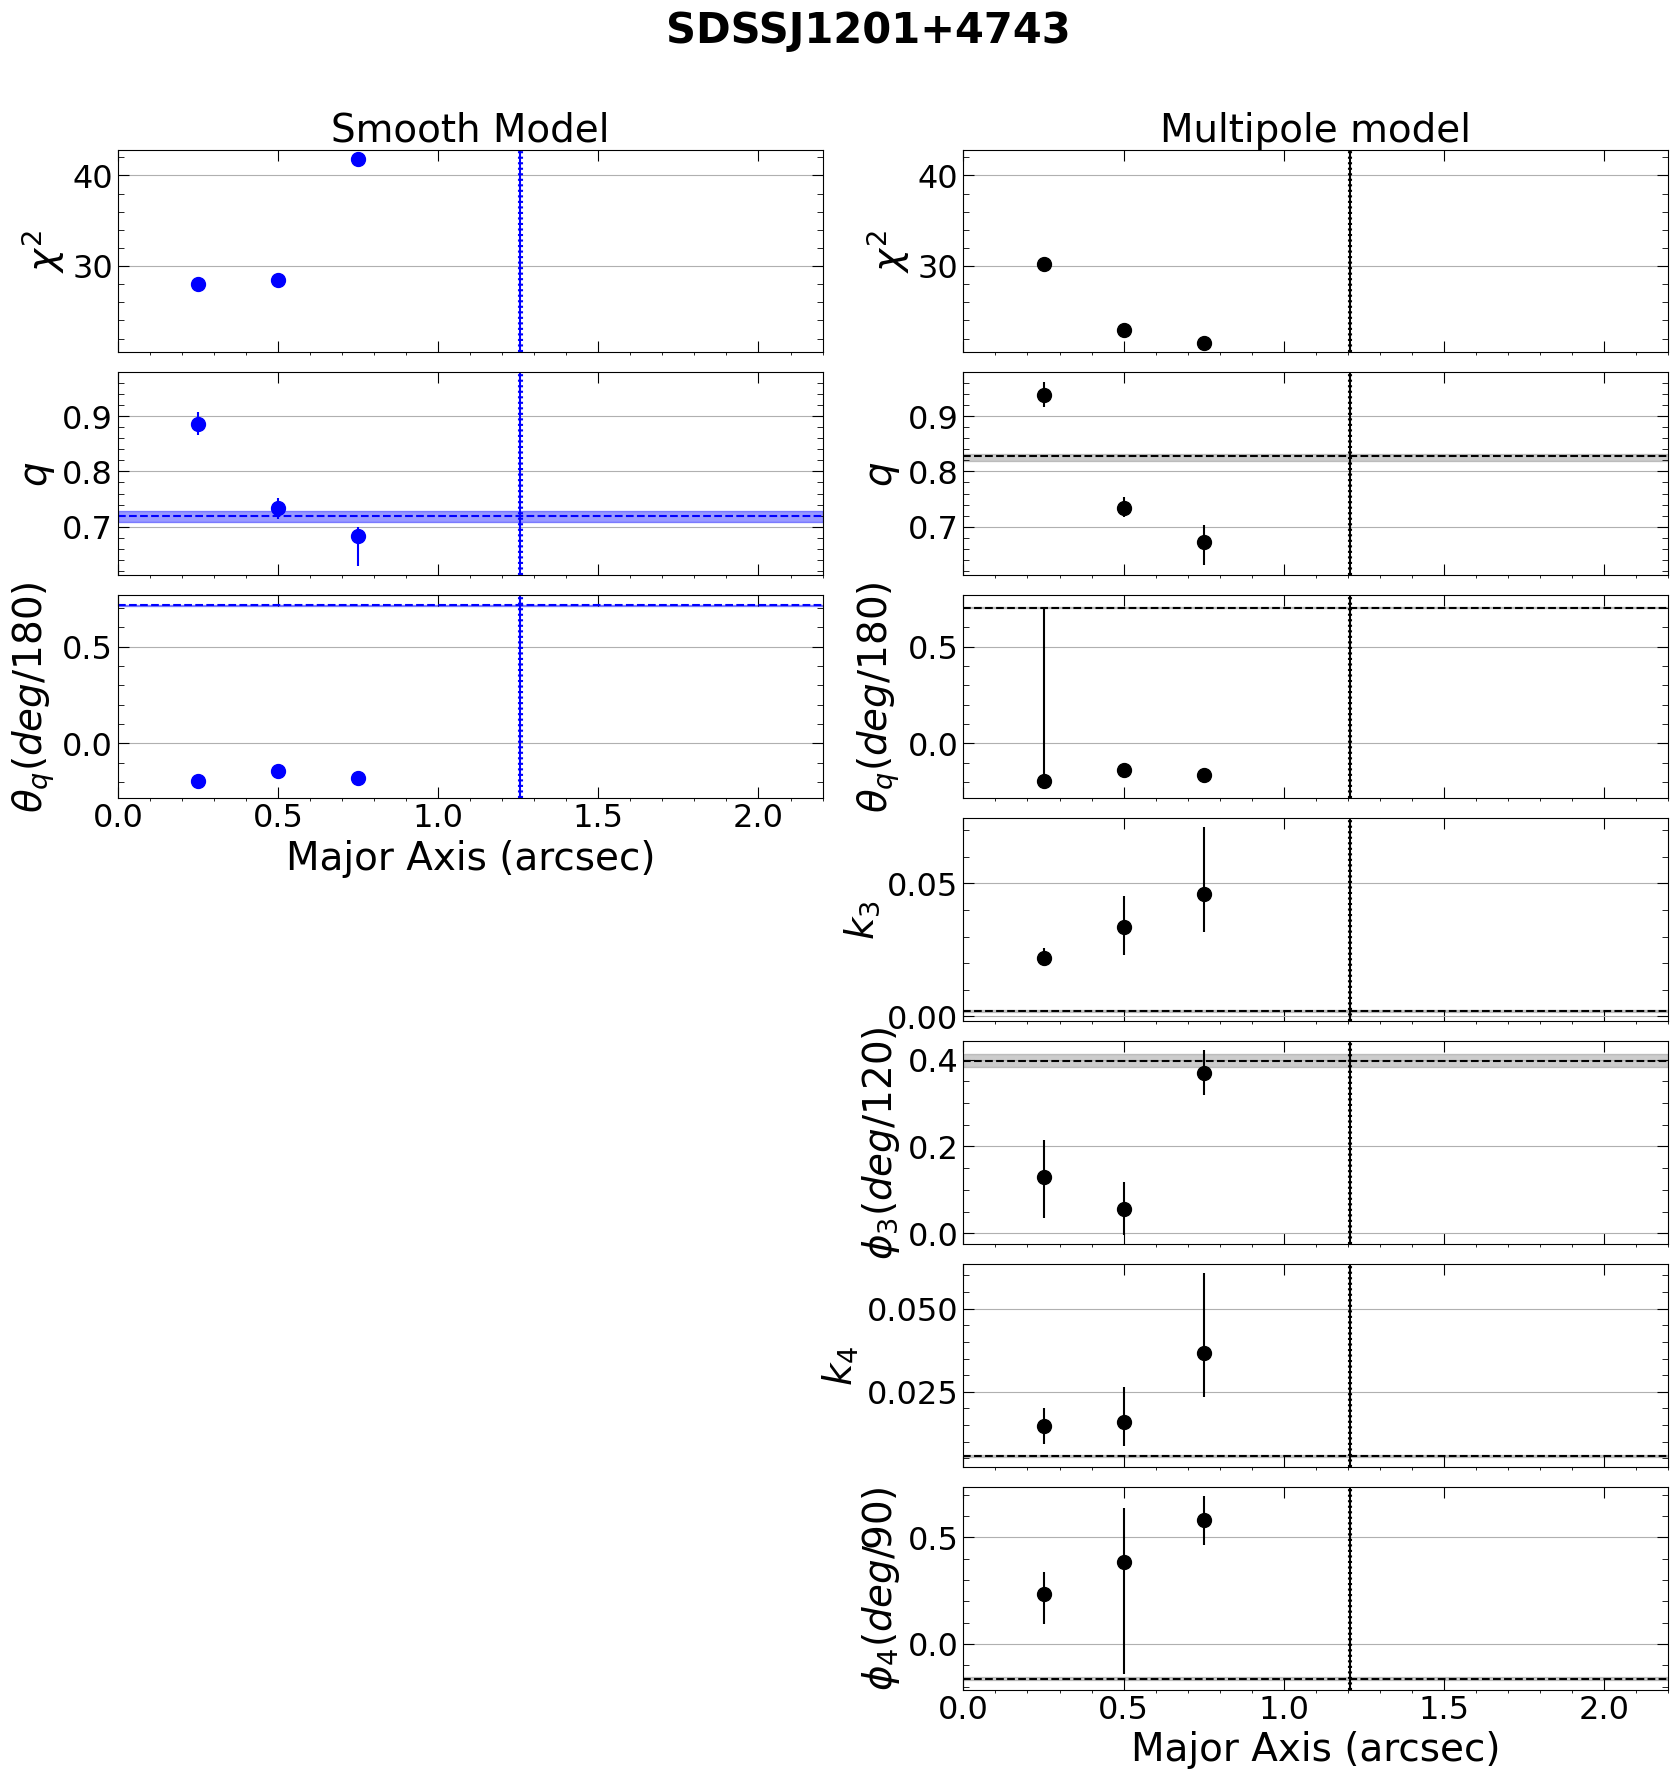 SDSSJ1201+4743
Smooth Model
χ²
40
30
q
0.9
0.8
0.7
θ_q(deg/180)
0.5
0.0
0.0 0.5 1.0 1.5 2.0
Major Axis (arcsec)
Multipole model
χ²
40
30
q
0.9
0.8
0.7
θ_q(deg/180)
0.5
0.0
k₃
0.05
0.00
ϕ₃(deg/120)
0.4
0.2
0.0
k₄
0.050
0.025
ϕ₄(deg/90)
0.5
0.0
0.0 0.5 1.0 1.5 2.0
Major Axis (arcsec)